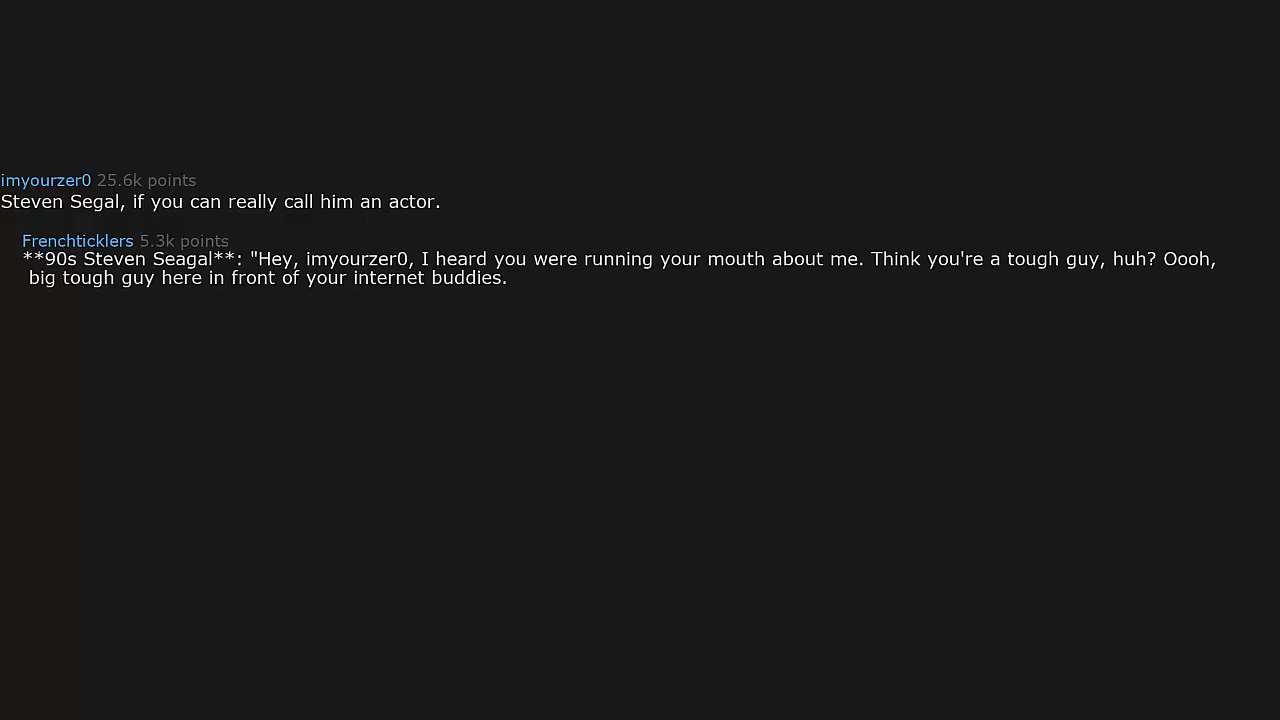 imyourzer0 25.6k points
Steven Segal, if you can really call him an actor.
Frenchticklers 5.3k points
**90s Steven Seagal**: "Hey, imyourzer0, I heard you were running your mouth about me. Think you're a tough guy, huh? Oooh,
big tough guy here in front of your internet buddies.